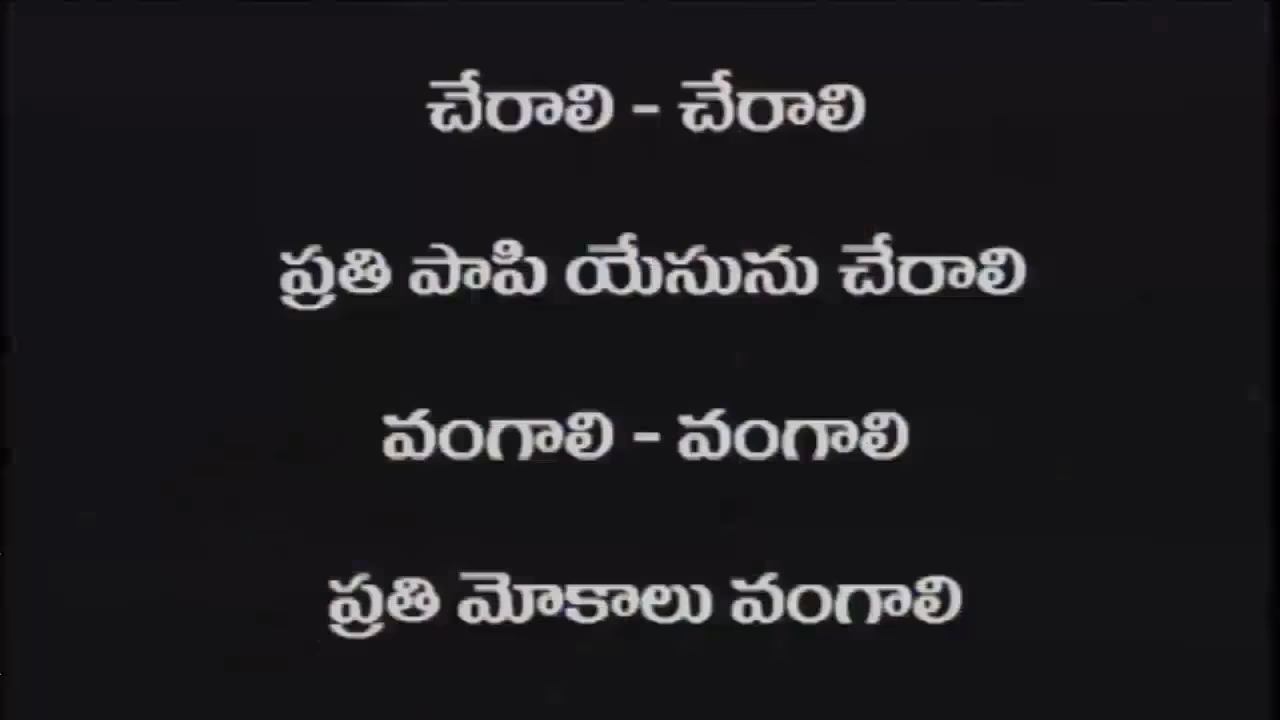 చేరాలి - చేరాలి
ప్రతి పాపి యేసును చేరాలి
వంగాలి - వంగాలి
ప్రతి మోకాలు వంగాలి